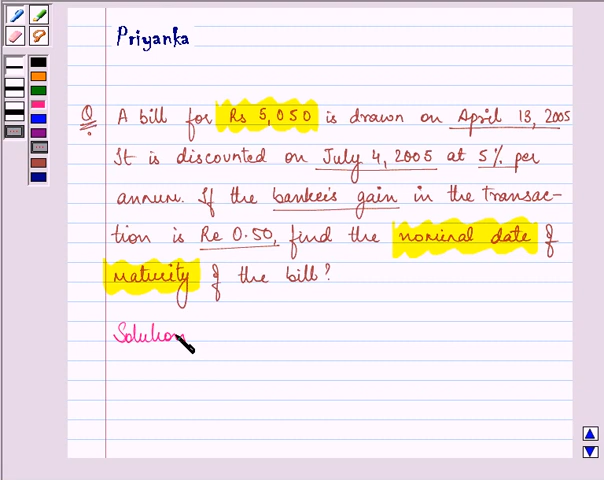 Priyanka
Q A bill for Rs 5,050 is drawn on April 13, 2005
It is discounted on July 4, 2005 at 5% per
annum. If the banker's gain in the transac-
tion is Re 0.50, find the nominal date of
maturity of the bill?
Solution